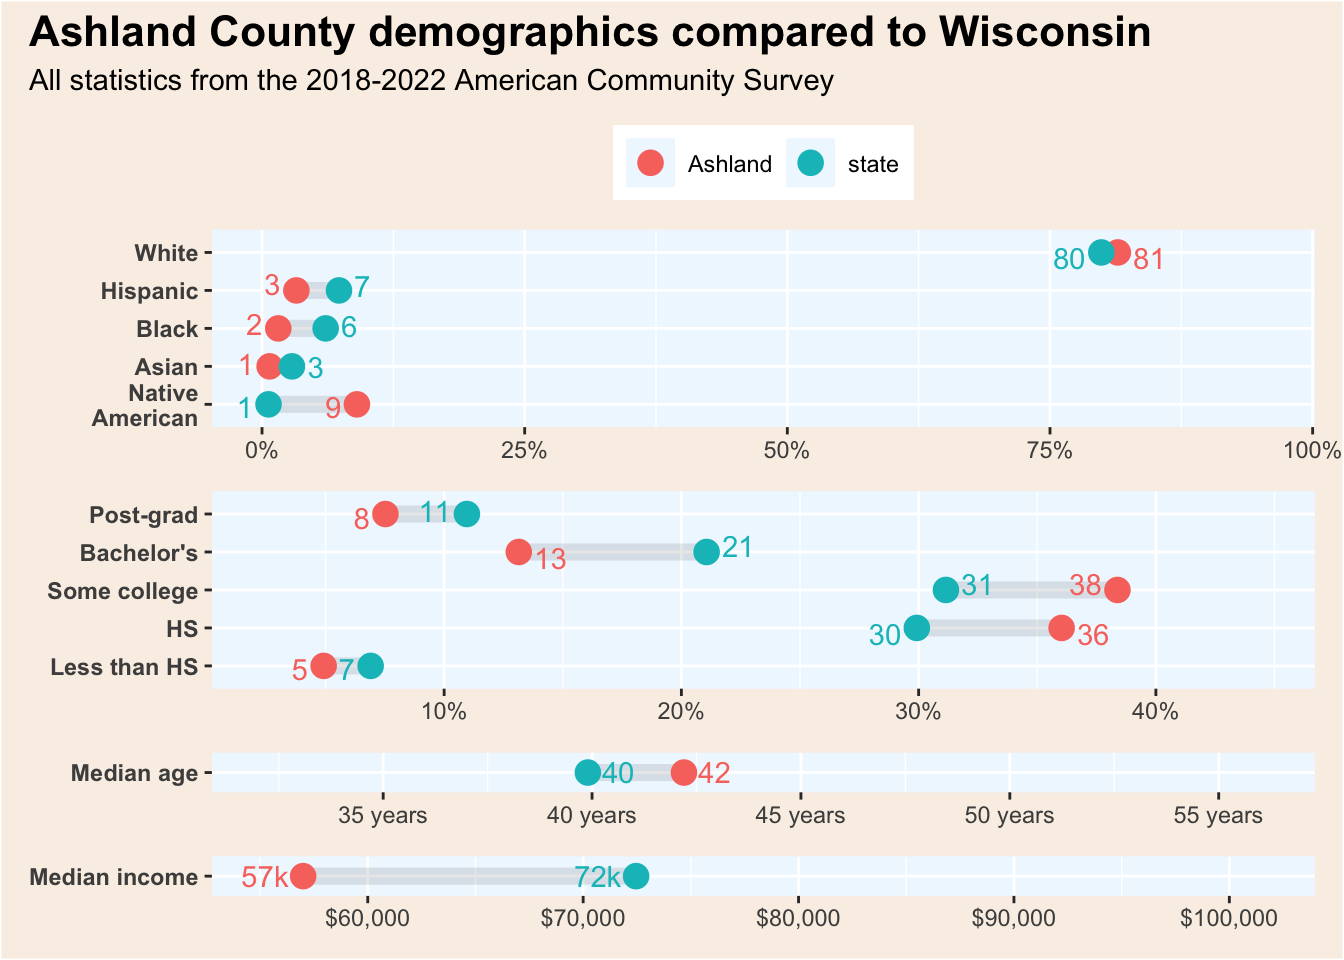 Ashland County demographics compared to Wisconsin
All statistics from the 2018-2022 American Community Survey
Ashland state
White 80 81
Hispanic 3 7
Black 2 6
Asian 1 3
Native
American 1 9
0% 25% 50% 75% 100%
Post-grad 8 11
Bachelor's 13 21
Some college 31 38
HS 30 36
Less than HS 5 7
10% 20% 30% 40%
Median age 40 42
35 years 40 years 45 years 50 years 55 years
Median income 57k 72k
$60,000 $70,000 $80,000 $90,000 $100,000